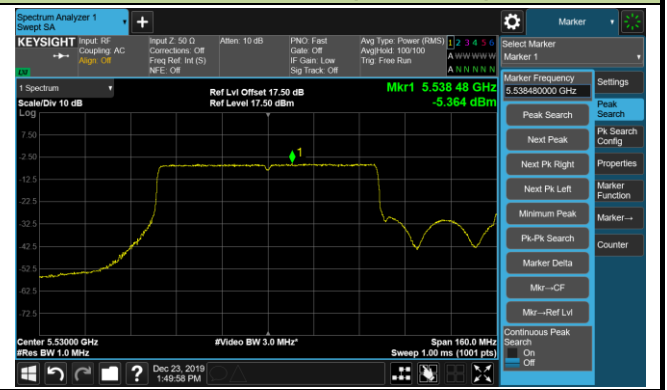 Spectrum Analyzer 1
Swept SA
Marker
KEYSIGHT
Input: RF
Coupling: AC
Align: Off
Input Z: 50 Ω
Corrections: Off
Freq Ref: Int (S)
NFE: Off
Atten: 10 dB
PNO: Fast
Gate: Off
IF Gain: Low
Sig Track: Off
Avg Type: Power (RMS)
Avg|Hold: 100/100
Trig: Free Run
1 2 3 4 5 6
A W W W W W
A N N N N N
LXI
Select Marker
Marker 1
1 Spectrum
Scale/Div 10 dB
Log
Ref Lvl Offset 17.50 dB
Ref Level 17.50 dBm
Mkr1 5.538 48 GHz
-5.364 dBm
7.50
-2.50
-12.5
-22.5
-32.5
-42.5
-52.5
-62.5
-72.5
1
Center 5.53000 GHz
#Res BW 1.0 MHz
#Video BW 3.0 MHz*
Span 160.0 MHz
Sweep 1.00 ms (1001 pts)
Marker Frequency
5.538480000 GHz
Peak Search
Next Peak
Next Pk Right
Next Pk Left
Minimum Peak
Pk-Pk Search
Marker Delta
Mkr→CF
Mkr→Ref Lvl
Continuous Peak
Search
On
Off
Settings
Peak
Search
Pk Search
Config
Properties
Marker
Function
Marker→
Counter
?
Dec 23, 2019
1:49:58 PM